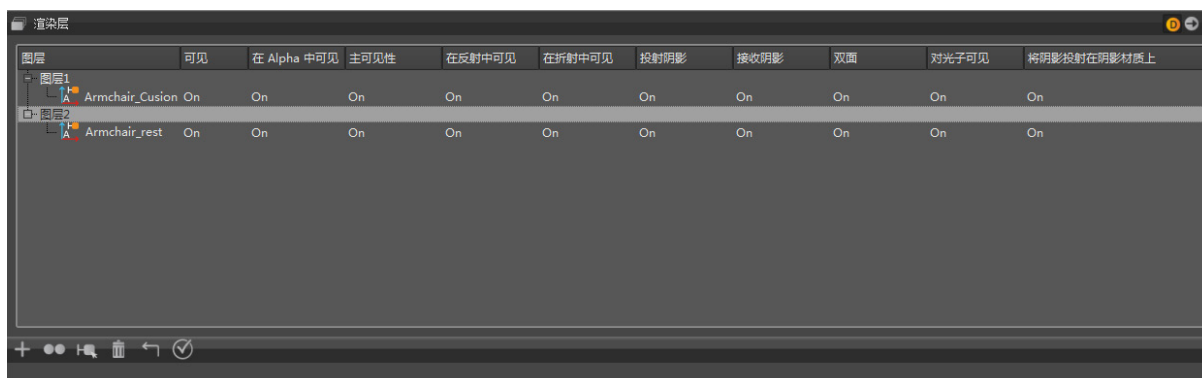 渲染层
D
图层 可见 在 Alpha 中可见 主可见性 在反射中可见 在折射中可见 投射阴影 接收阴影 双面 对光子可见 将阴影投射在阴影材质上
图层1
Armchair_Cusion On On On On On On On On On On
图层2
Armchair_rest On On On On On On On On On On